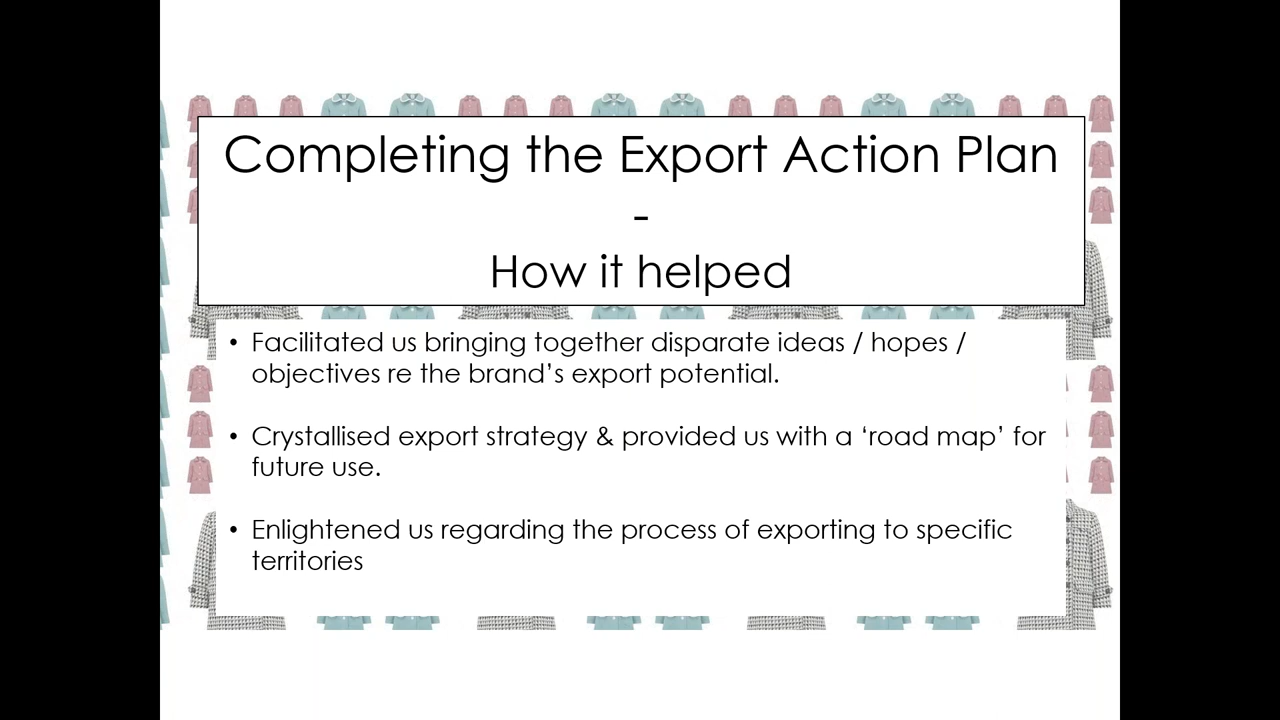 Completing the Export Action Plan
-
How it helped
• Facilitated us bringing together disparate ideas / hopes /
objectives re the brand’s export potential.
• Crystallised export strategy & provided us with a ‘road map’ for
future use.
• Enlightened us regarding the process of exporting to specific
territories